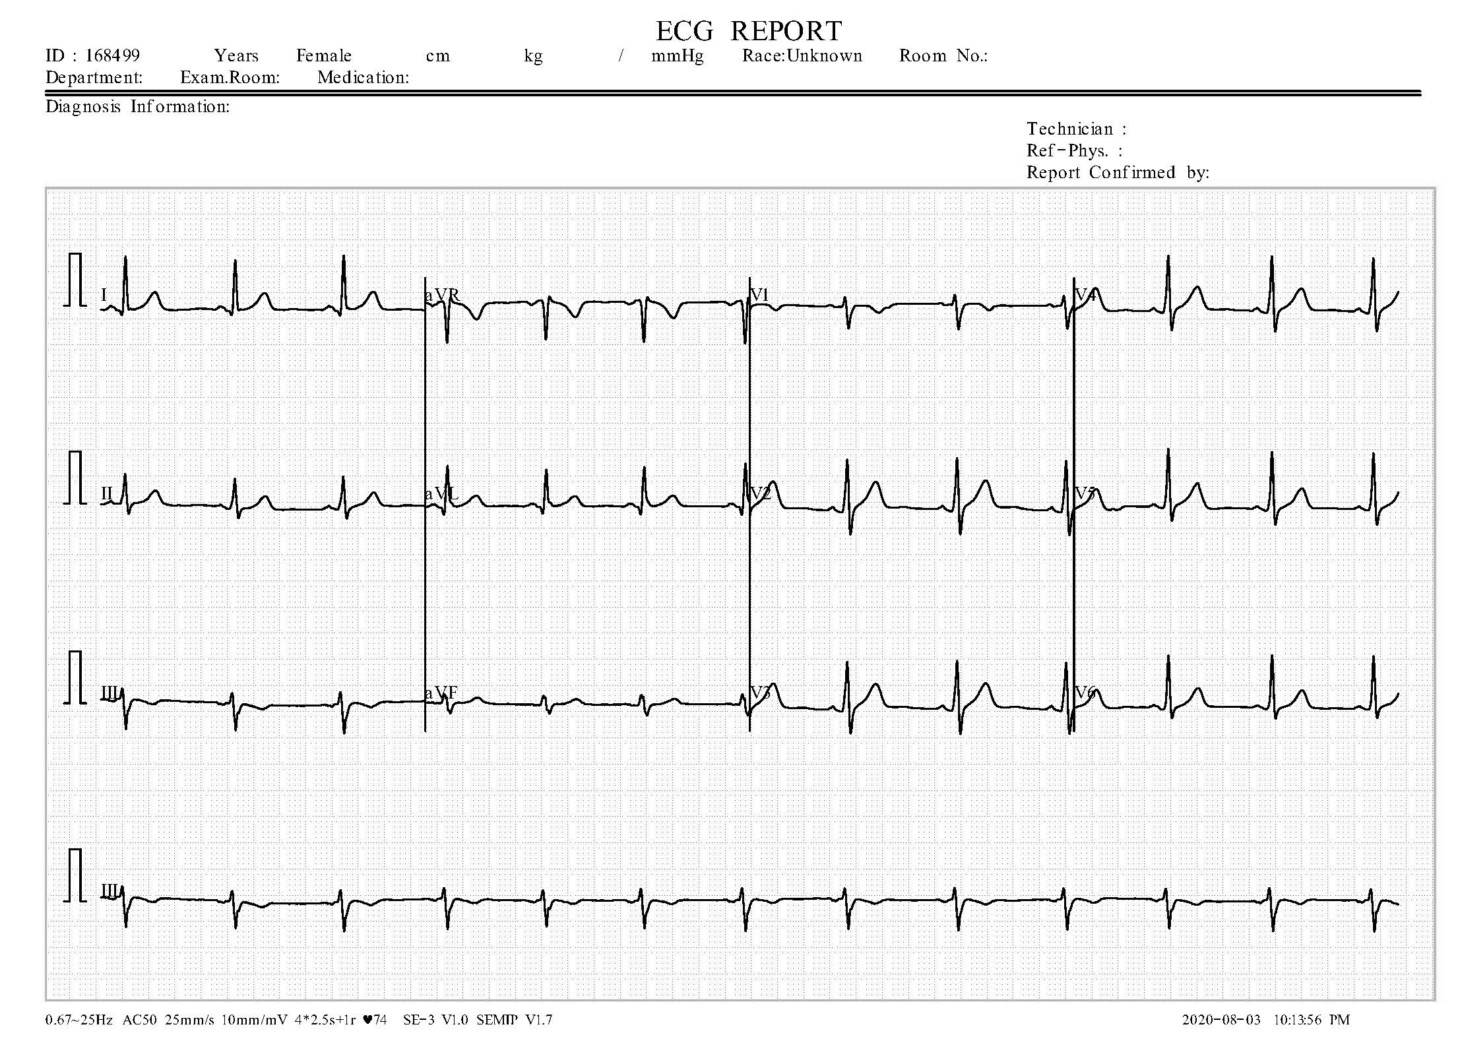 ECG REPORT
ID : 168499 Years Female cm kg / mmHg Race:Unknown Room No.:
Department: Exam.Room: Medication:
Diagnosis Information:
Technician :
Ref-Phys. :
Report Confirmed by:
I aVR V1 V4
II aVL V2 V5
III aVF V3 V6
III
0.67~25Hz AC50 25mm/s 10mm/mV 4*2.5s+1r ♥74 SE-3 V1.0 SEMIP V1.7 2020-08-03 10:13:56 PM